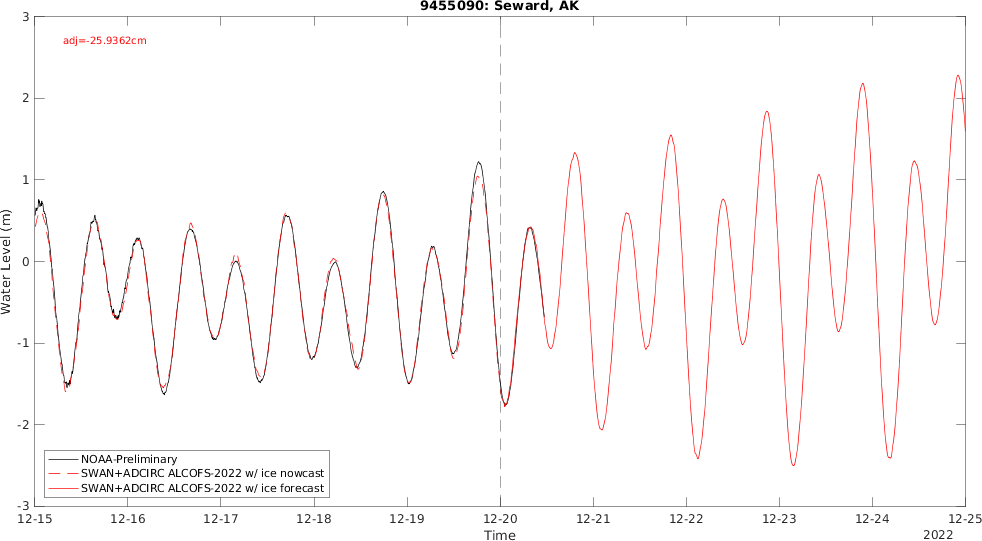 9455090: Seward, AK
adj=-25.9362cm
3
2
1
0
-1
-2
-3
Water Level (m)
NOAA-Preliminary
SWAN+ADCIRC ALCOFS-2022 w/ ice nowcast
SWAN+ADCIRC ALCOFS-2022 w/ ice forecast
12-15 12-16 12-17 12-18 12-19 12-20 12-21 12-22 12-23 12-24 12-25
Time
2022